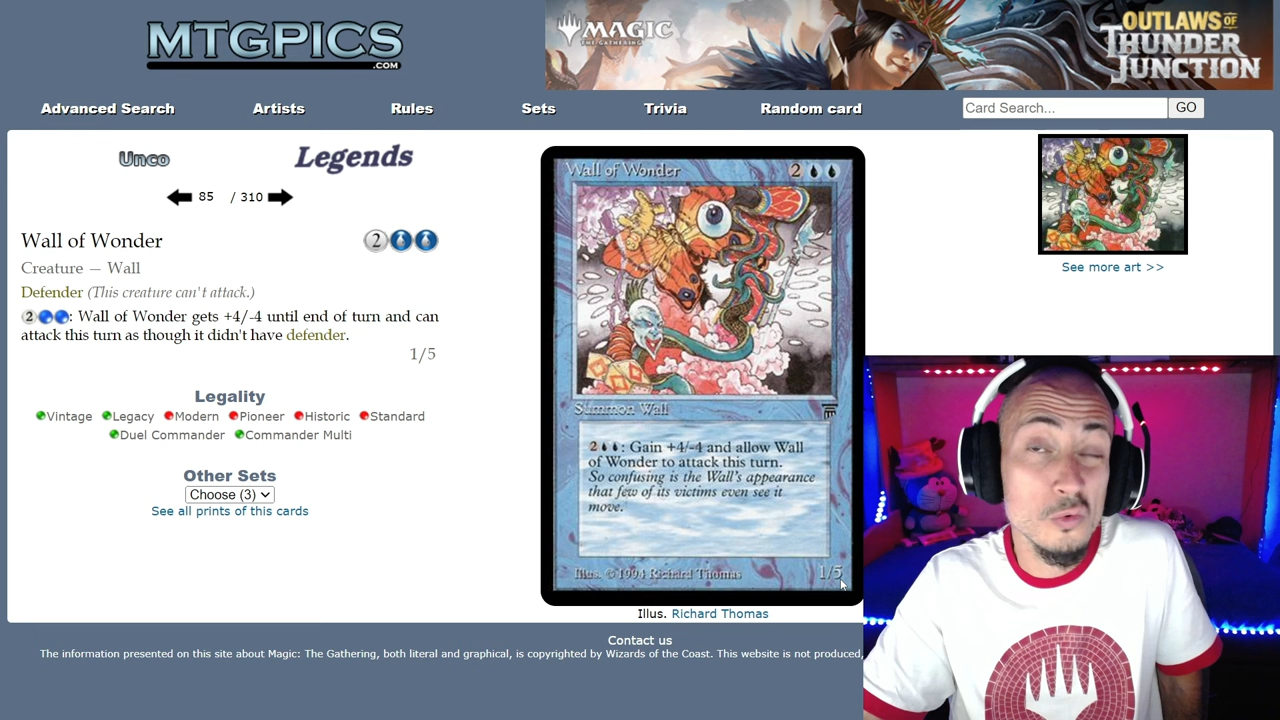 MTGPICS
.COM
MAGIC
THE GATHERING
OUTLAWS OF
THUNDER
JUNCTION
Advanced Search
Artists
Rules
Sets
Trivia
Random card
Card Search...
GO
Unco
Legends
85 / 310
Wall of Wonder 2
Creature — Wall
Defender (This creature can't attack.)
2: Wall of Wonder gets +4/-4 until end of turn and can
attack this turn as though it didn't have defender.
1/5
Legality
Vintage Legacy Modern Pioneer Historic Standard
Duel Commander Commander Multi
Other Sets
Choose (3)
See all prints of this cards
Wall of Wonder 2
Summon Wall
2: Gain +4/-4 and allow Wall
of Wonder to attack this turn.
So confusing is the Wall's appearance
that few of its victims even see it
move."
Illus. ©1994 Richard Thomas
1/5
Illus. Richard Thomas
See more art >>
Contact us
The information presented on this site about Magic: The Gathering, both literal and graphical, is copyrighted by Wizards of the Coast. This website is not produced,